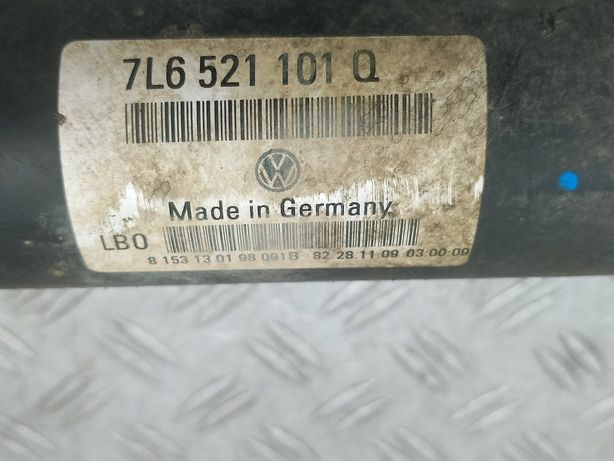 7L6 521 101 Q
VW
Made in Germany
LB0
8 153 13 01 98 091B 82 28.11 09 03:00:09